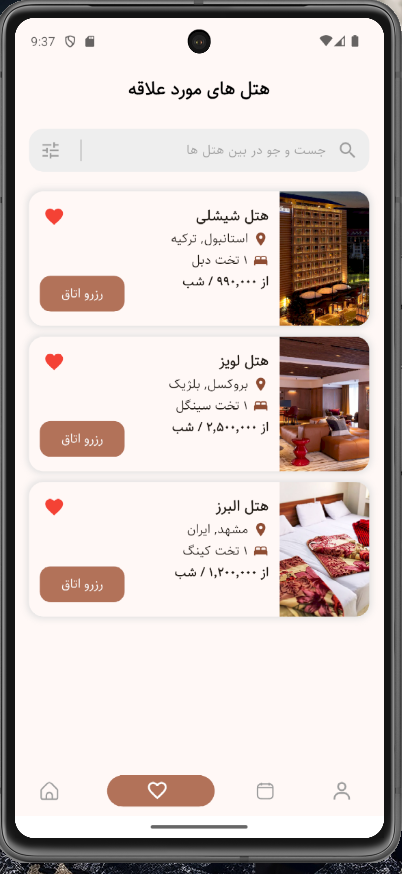 9:37
هتل های مورد علاقه
جست و جو در بین هتل ها
هتل شیشلی
استانبول, ترکیه
۱ تخت دبل
از ۹۹۰,۰۰۰ / شب
رزرو اتاق
هتل لویز
بروکسل, بلژیک
۱ تخت سینگل
از ۲,۵۰۰,۰۰۰ / شب
رزرو اتاق
هتل البرز
مشهد, ایران
۱ تخت کینگ
از ۱,۲۰۰,۰۰۰ / شب
رزرو اتاق